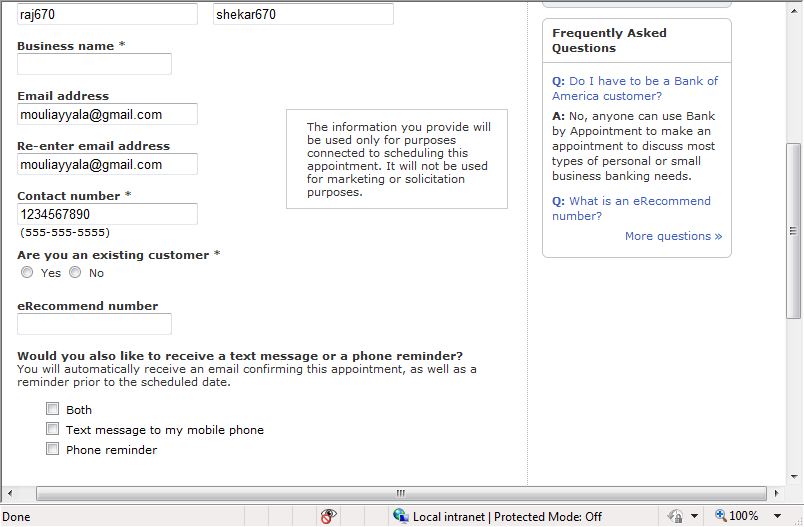 raj670 shekar670
Business name *
Email address
mouliayyala@gmail.com
Re-enter email address
mouliayyala@gmail.com
Contact number *
1234567890
(555-555-5555)
Are you an existing customer *
Yes No
eRecommend number
Would you also like to receive a text message or a phone reminder?
You will automatically receive an email confirming this appointment, as well as a
reminder prior to the scheduled date.
Both
Text message to my mobile phone
Phone reminder
The information you provide will
be used only for purposes
connected to scheduling this
appointment. It will not be used
for marketing or solicitation
purposes.
Frequently Asked
Questions
Q: Do I have to be a Bank of
America customer?
A: No, anyone can use Bank
by Appointment to make an
appointment to discuss most
types of personal or small
business banking needs.
Q: What is an eRecommend
number?
More questions »
Done
Local intranet | Protected Mode: Off
100%